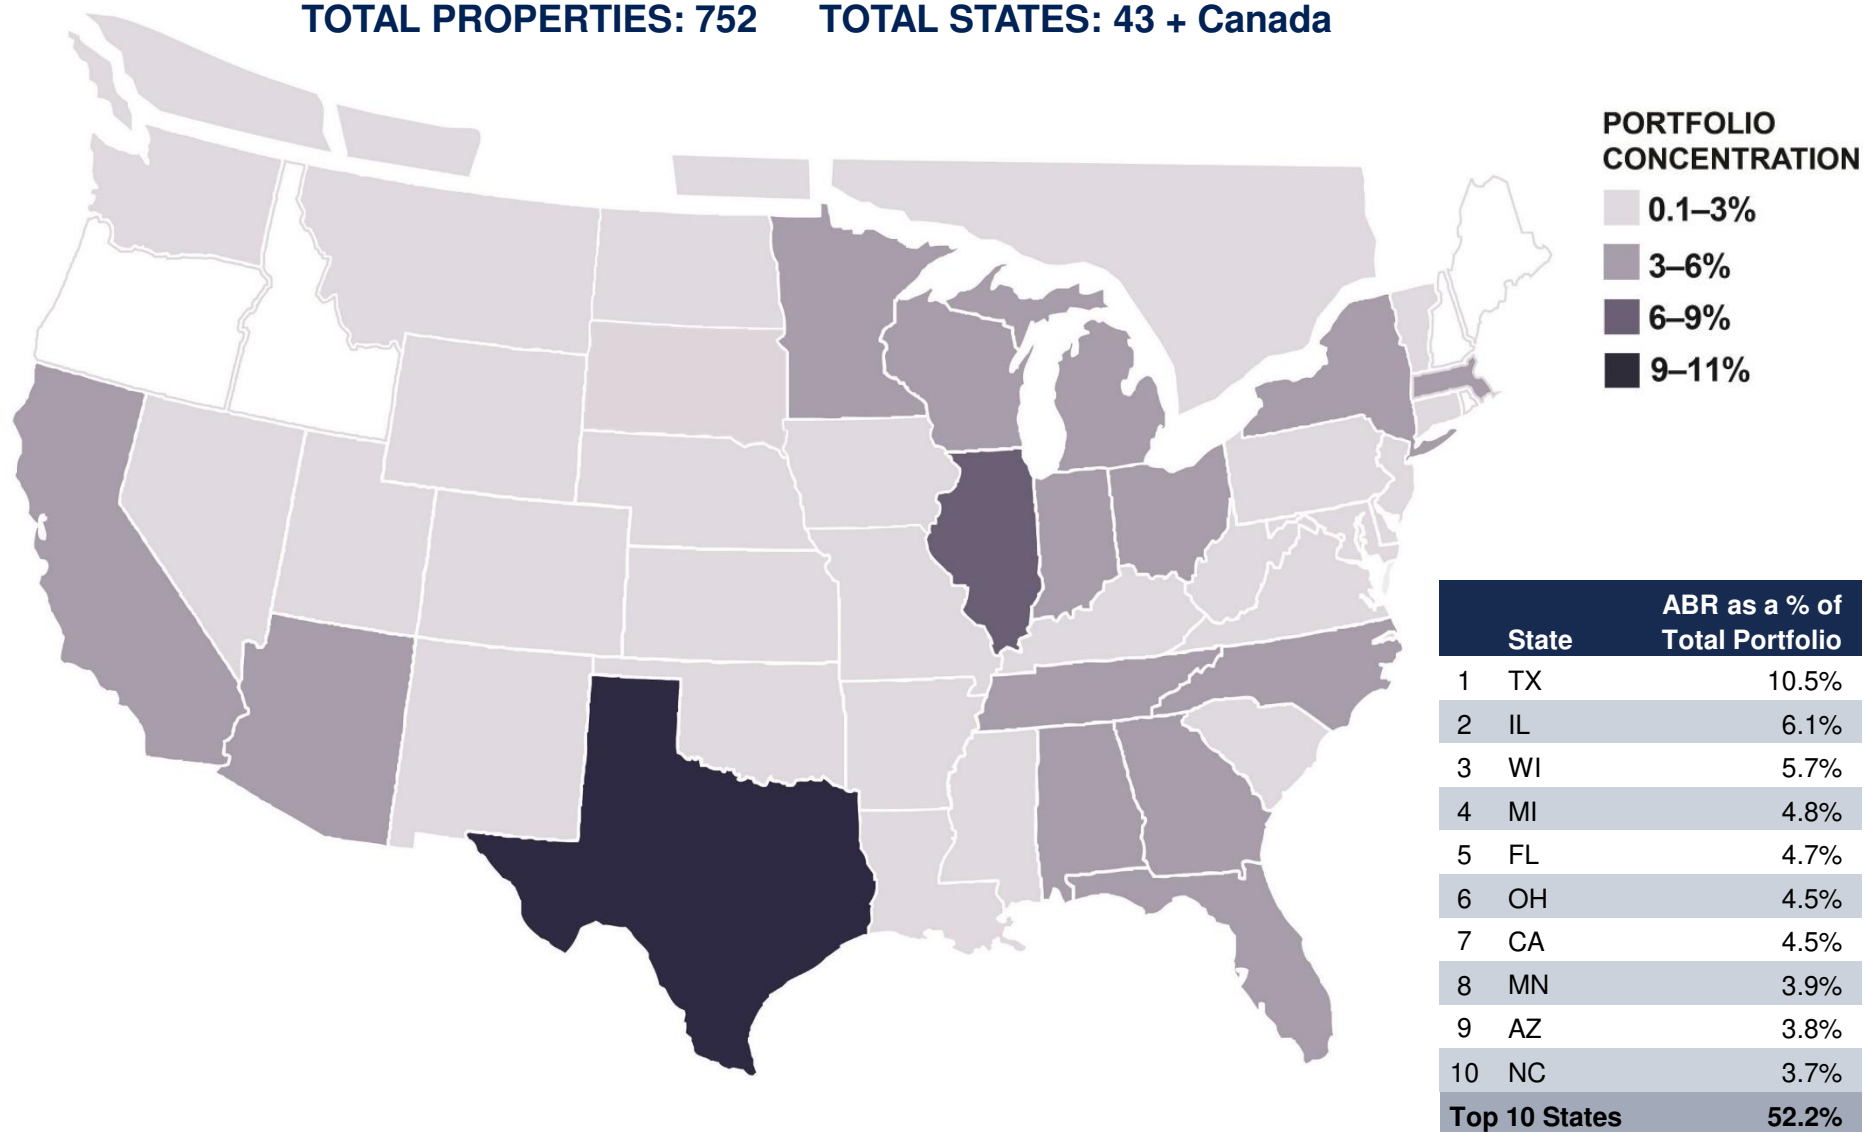 TOTAL PROPERTIES: 752 TOTAL STATES: 43 + Canada
PORTFOLIO
CONCENTRATION
0.1–3%
3–6%
6–9%
9–11%
ABR as a % of
State Total Portfolio
1 TX 10.5%
2 IL 6.1%
3 WI 5.7%
4 MI 4.8%
5 FL 4.7%
6 OH 4.5%
7 CA 4.5%
8 MN 3.9%
9 AZ 3.8%
10 NC 3.7%
Top 10 States 52.2%